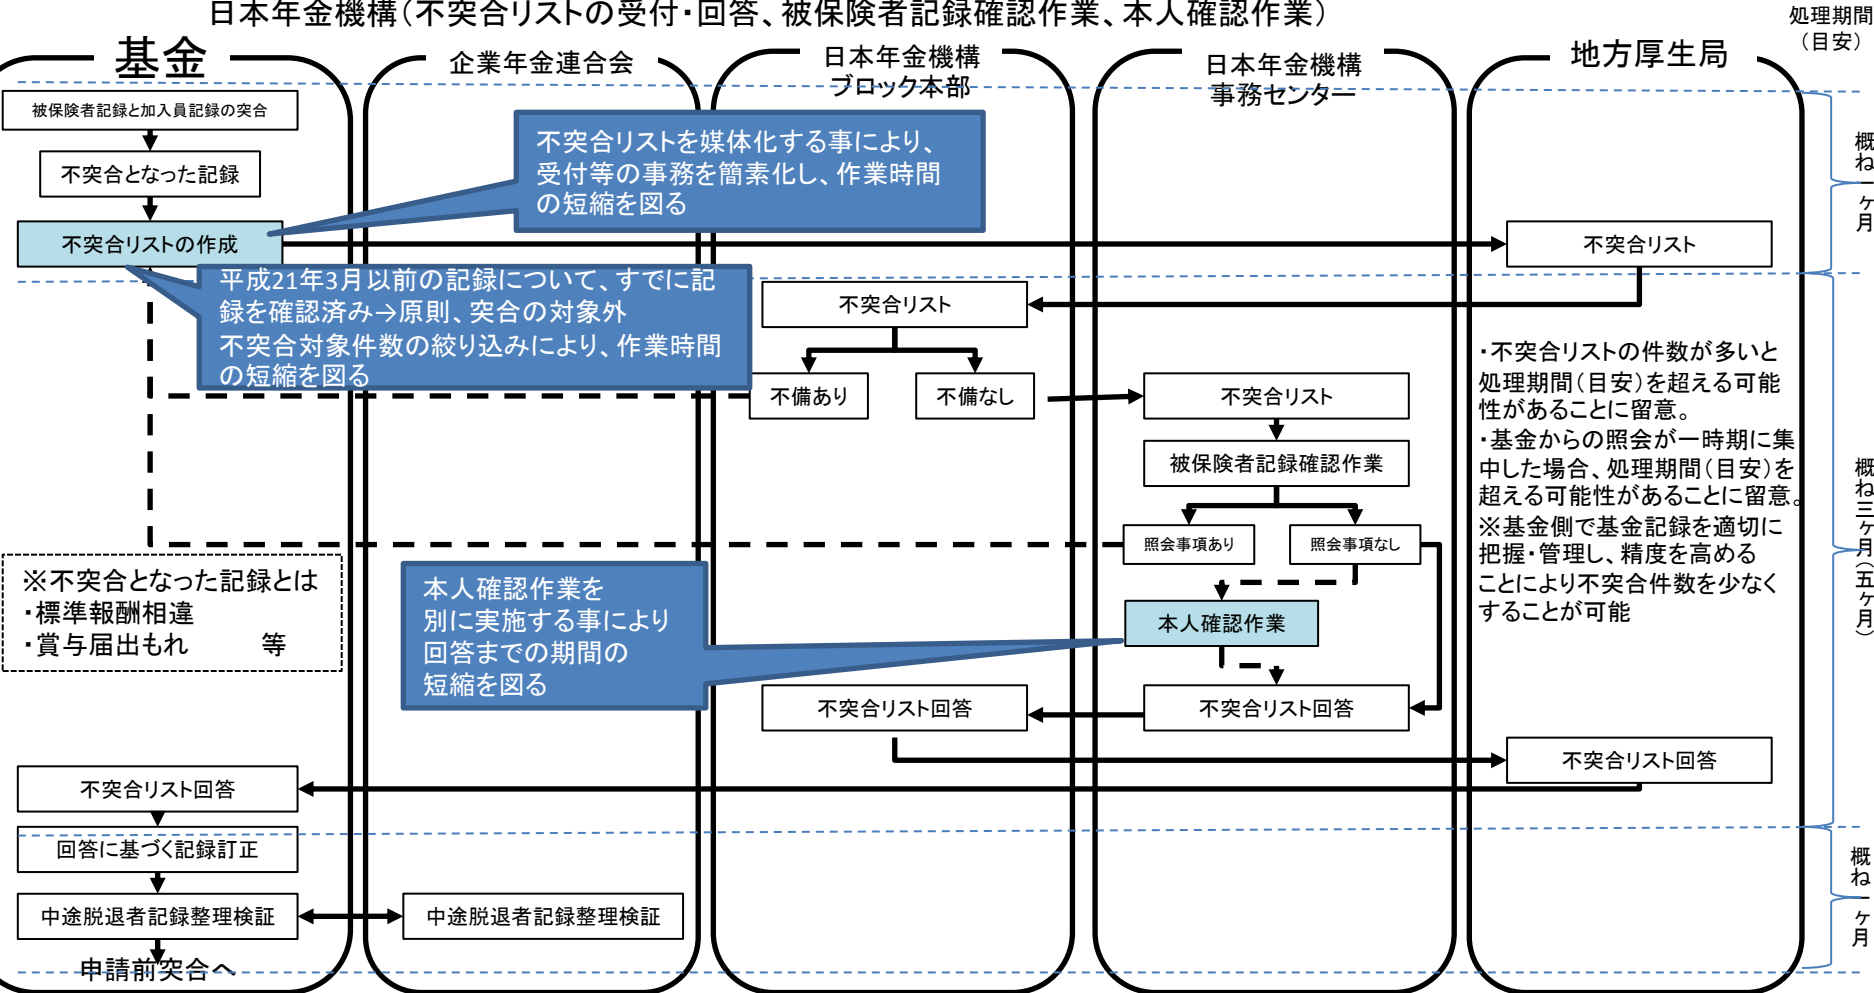 日本年金機構（不突合リストの受付・回答、被保険者記録確認作業、本人確認作業）
処理期間
（目安）
基金
企業年金連合会
日本年金機構
ブロック本部
日本年金機構
事務センター
地方厚生局
被保険者記録と加入員記録の突合
不突合となった記録
不突合リストの作成
不突合リストを媒体化する事により、
受付等の事務を簡素化し、作業時間
の短縮を図る
不突合リスト
概ね一ヶ月
平成21年3月以前の記録について、すでに記
録を確認済み→原則、突合の対象外
不突合対象件数の絞り込みにより、作業時間
の短縮を図る
不突合リスト
不備あり
不備なし
不突合リスト
被保険者記録確認作業
照会事項あり
照会事項なし
本人確認作業
・不突合リストの件数が多いと
処理期間（目安）を超える可能
性があることに留意。
・基金からの照会が一時期に集
中した場合、処理期間（目安）を
超える可能性があることに留意。
※基金側で基金記録を適切に
把握・管理し、精度を高める
ことにより不突合件数を少なく
することが可能
概ね三ヶ月（五ヶ月）
※不突合となった記録とは
・標準報酬相違
・賞与届出もれ　　　等
本人確認作業を
別に実施する事により
回答までの期間の
短縮を図る
不突合リスト回答
不突合リスト回答
不突合リスト回答
不突合リスト回答
回答に基づく記録訂正
中途脱退者記録整理検証
中途脱退者記録整理検証
申請前突合へ
概ね一ヶ月